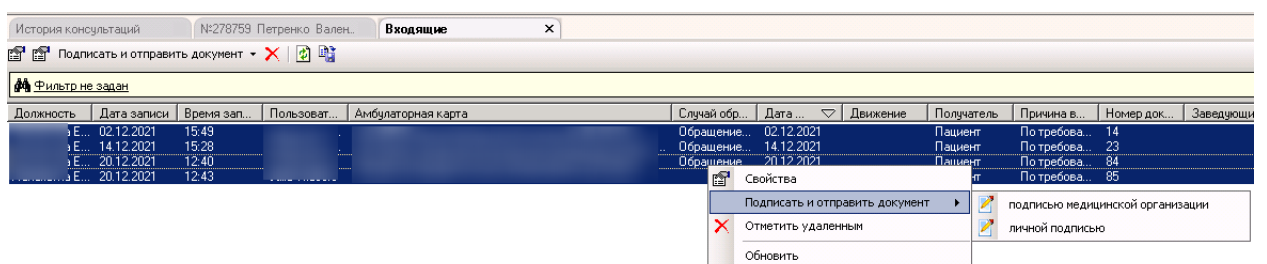 История консультаций №278759 Петренко Вален.. Входящие
Подписать и отправить документ
Фильтр не задан
Должность Дата записи Время зап... Пользоват... Амбулаторная карта Случай обр... Дата ... Движение Получатель Причина в... Номер док... Заведующи
Е... 02.12.2021 15:49 Обращение... 02.12.2021 Пациент По требова... 14
Е... 14.12.2021 15:28 .. Обращение... 14.12.2021 Пациент По требова... 23
Е... 20.12.2021 12:40 Обращение... 20.12.2021 Пациент По требова... 84
Е... 20.12.2021 12:43 По требова... 85
Свойства
Подписать и отправить документ подписью медицинской организации
Отметить удаленным личной подписью
Обновить